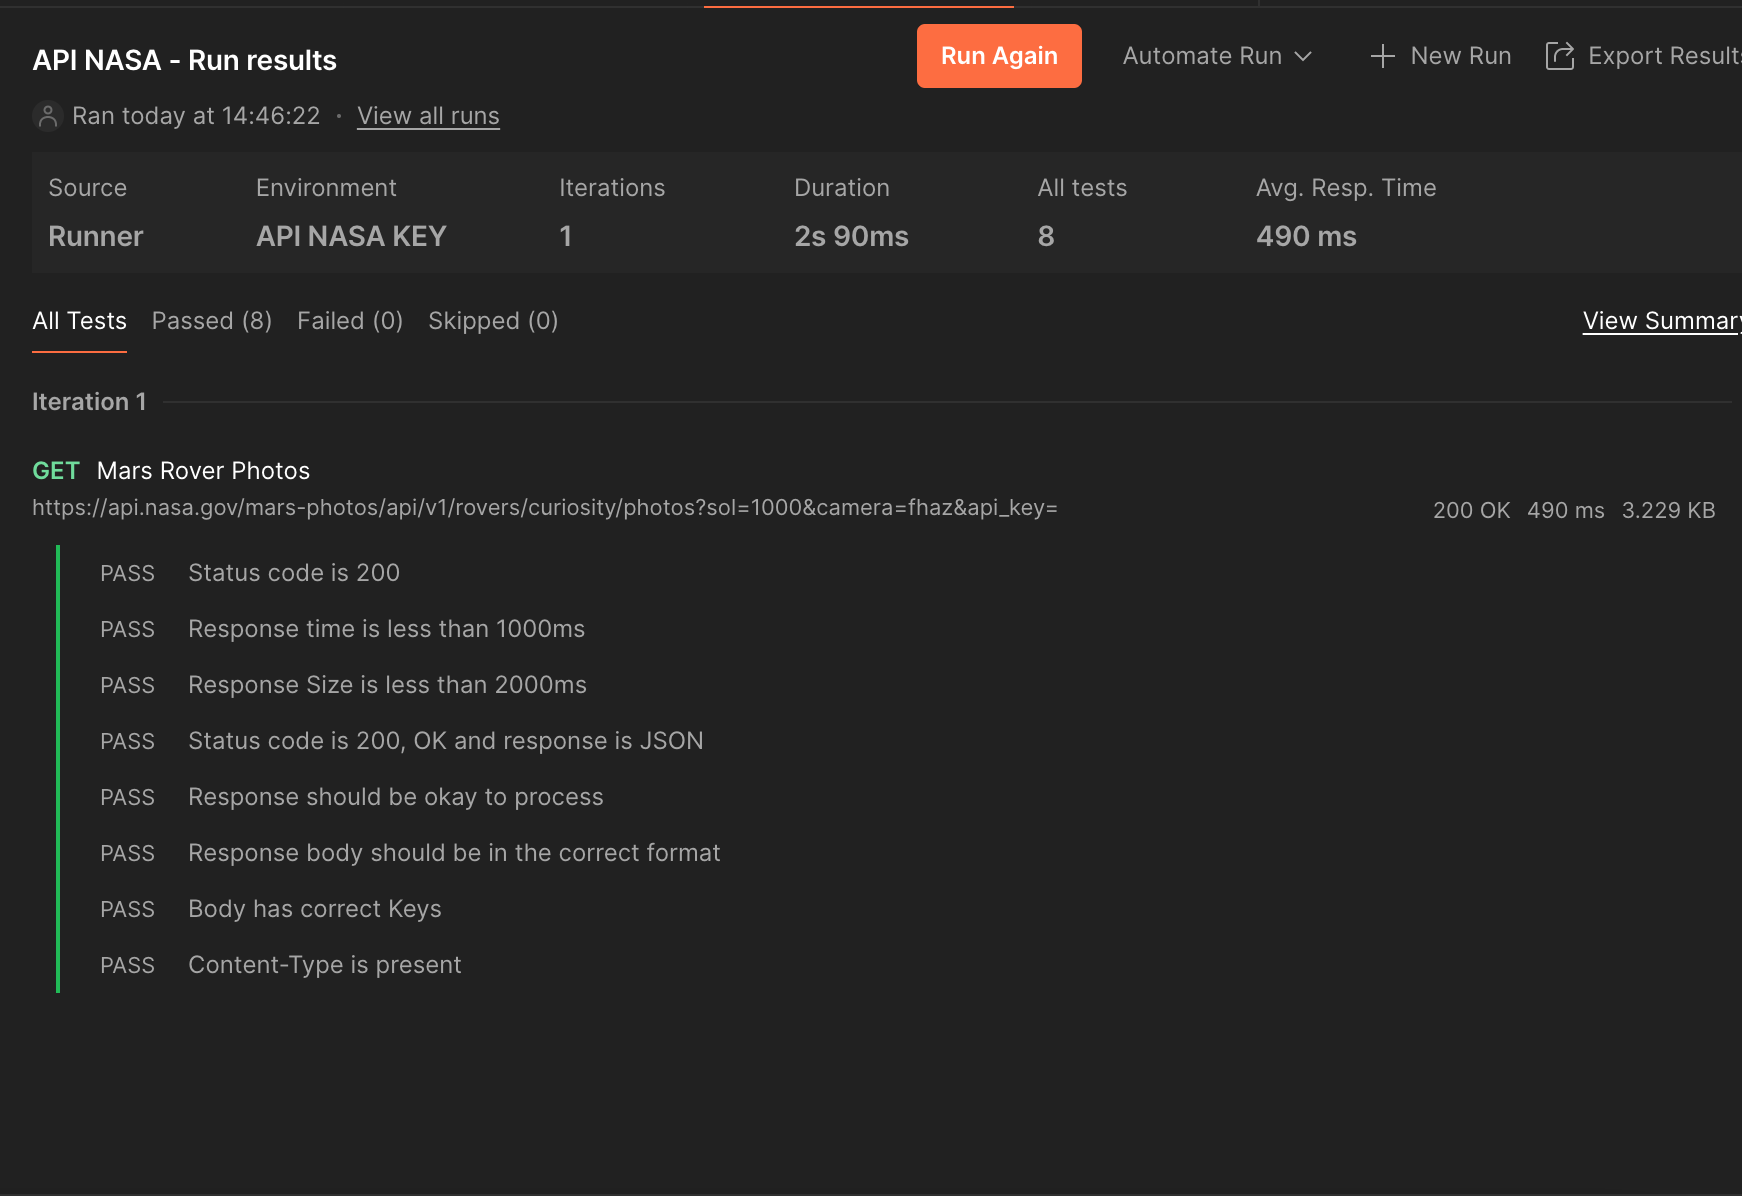 API NASA - Run results
Run Again
Automate Run
New Run
Export Results
Ran today at 14:46:22 · View all runs
Source Environment Iterations Duration All tests Avg. Resp. Time
Runner API NASA KEY 1 2s 90ms 8 490 ms
All Tests Passed (8) Failed (0) Skipped (0) View Summary
Iteration 1
GET Mars Rover Photos
https://api.nasa.gov/mars-photos/api/v1/rovers/curiosity/photos?sol=1000&camera=fhaz&api_key=
200 OK 490 ms 3.229 KB
PASS Status code is 200
PASS Response time is less than 1000ms
PASS Response Size is less than 2000ms
PASS Status code is 200, OK and response is JSON
PASS Response should be okay to process
PASS Response body should be in the correct format
PASS Body has correct Keys
PASS Content-Type is present